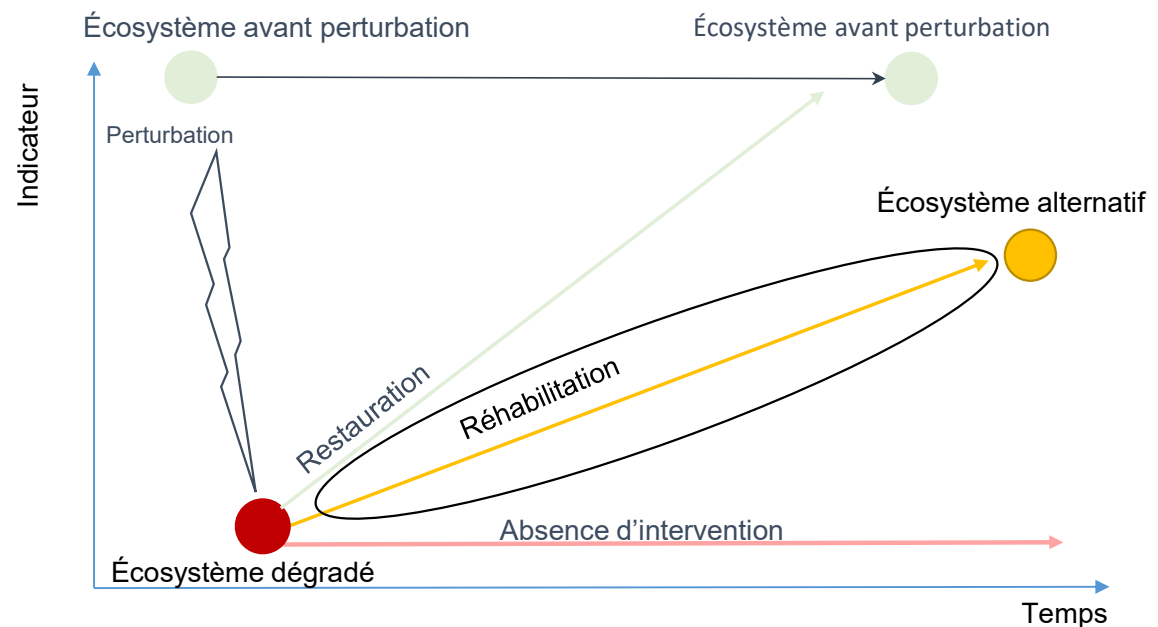 Écosystème avant perturbation
Écosystème avant perturbation
Indicateur
Perturbation
Écosystème alternatif
Restauration
Réhabilitation
Absence d’intervention
Écosystème dégradé
Temps